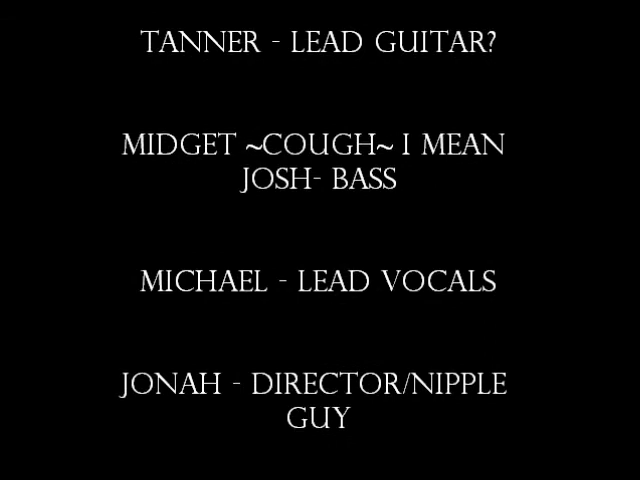 TANNER - LEAD GUITAR?
MIDGET ~COUGH~ I MEAN
JOSH- BASS
MICHAEL - LEAD VOCALS
JONAH - DIRECTOR/NIPPLE
GUY